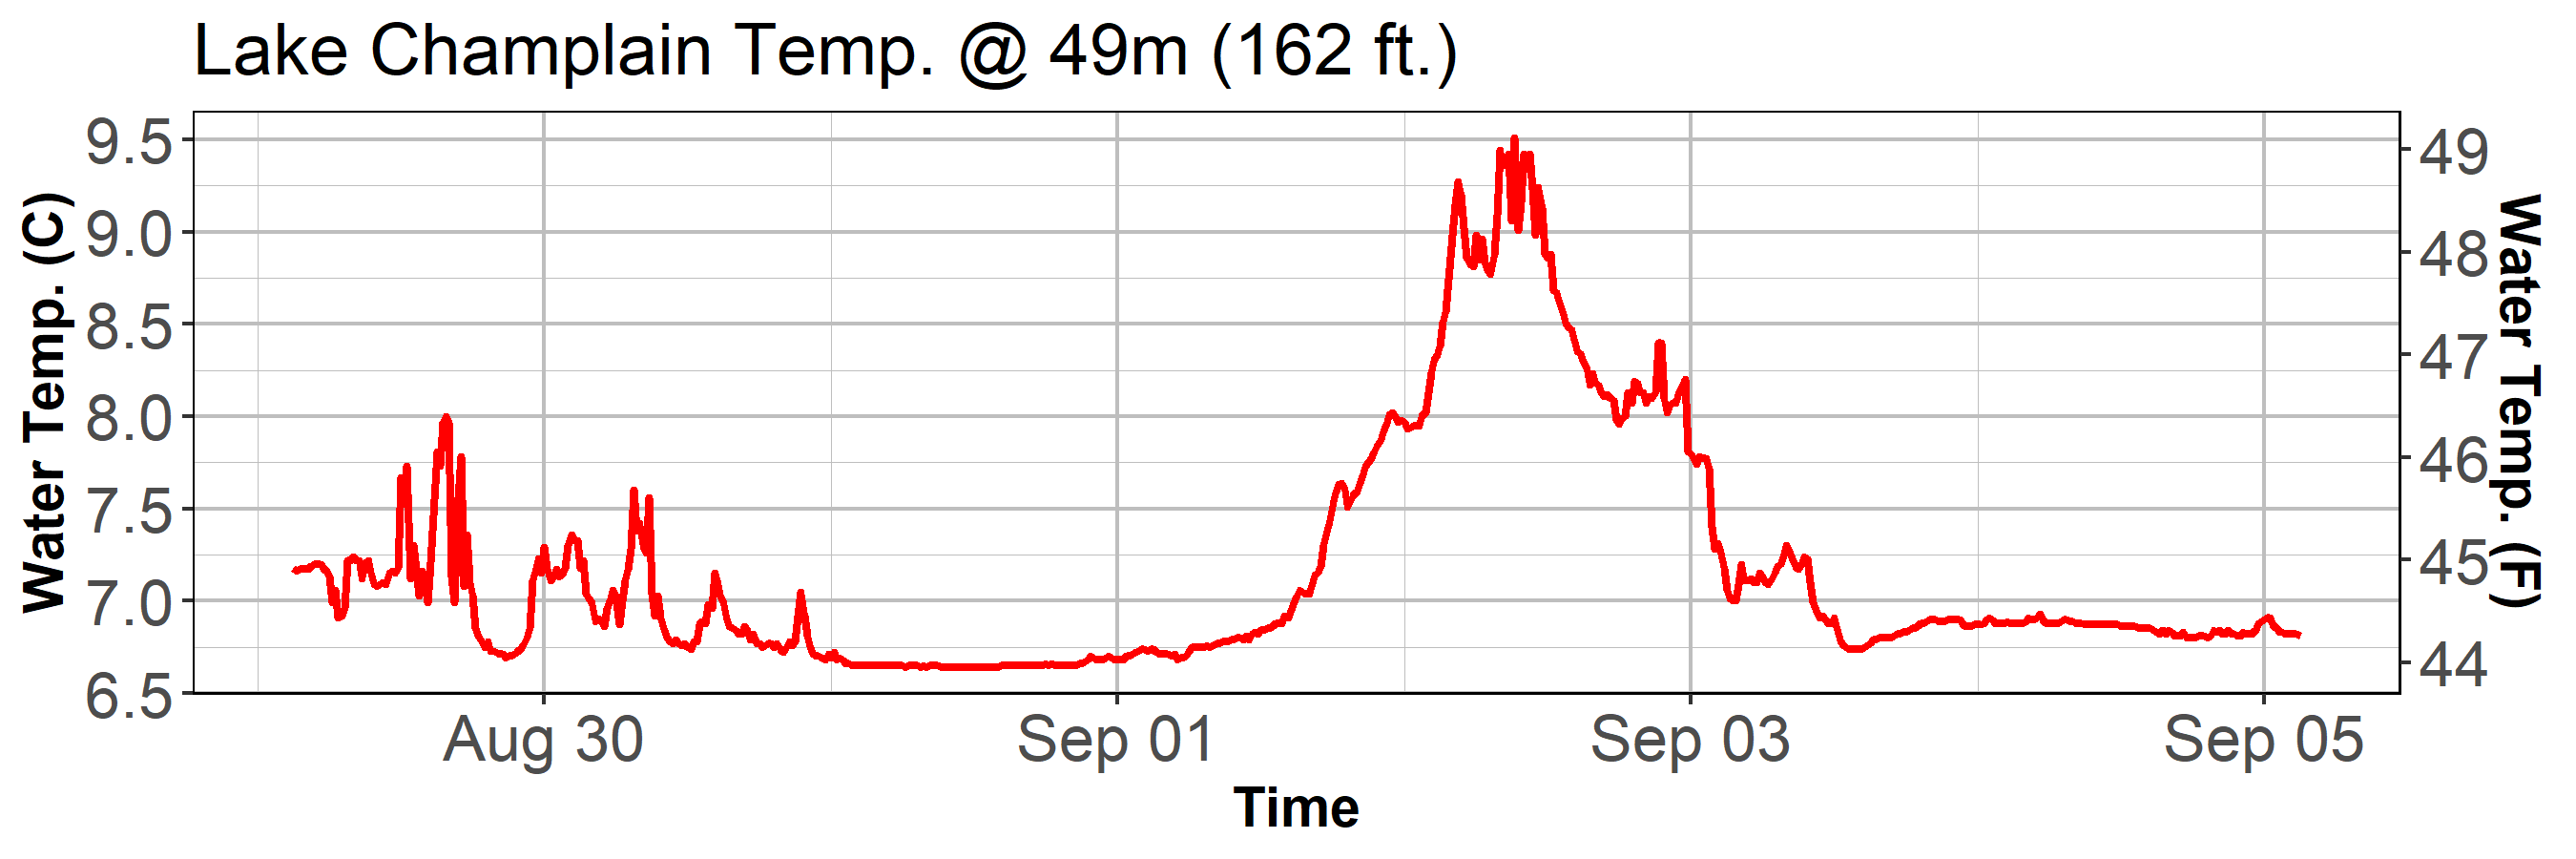 Lake Champlain Temp. @ 49m (162 ft.)
Water Temp. (C)
9.5
9.0
8.5
8.0
7.5
7.0
6.5
49
48
47
46
45
44
Water Temp. (F)
Aug 30
Sep 01
Sep 03
Sep 05
Time